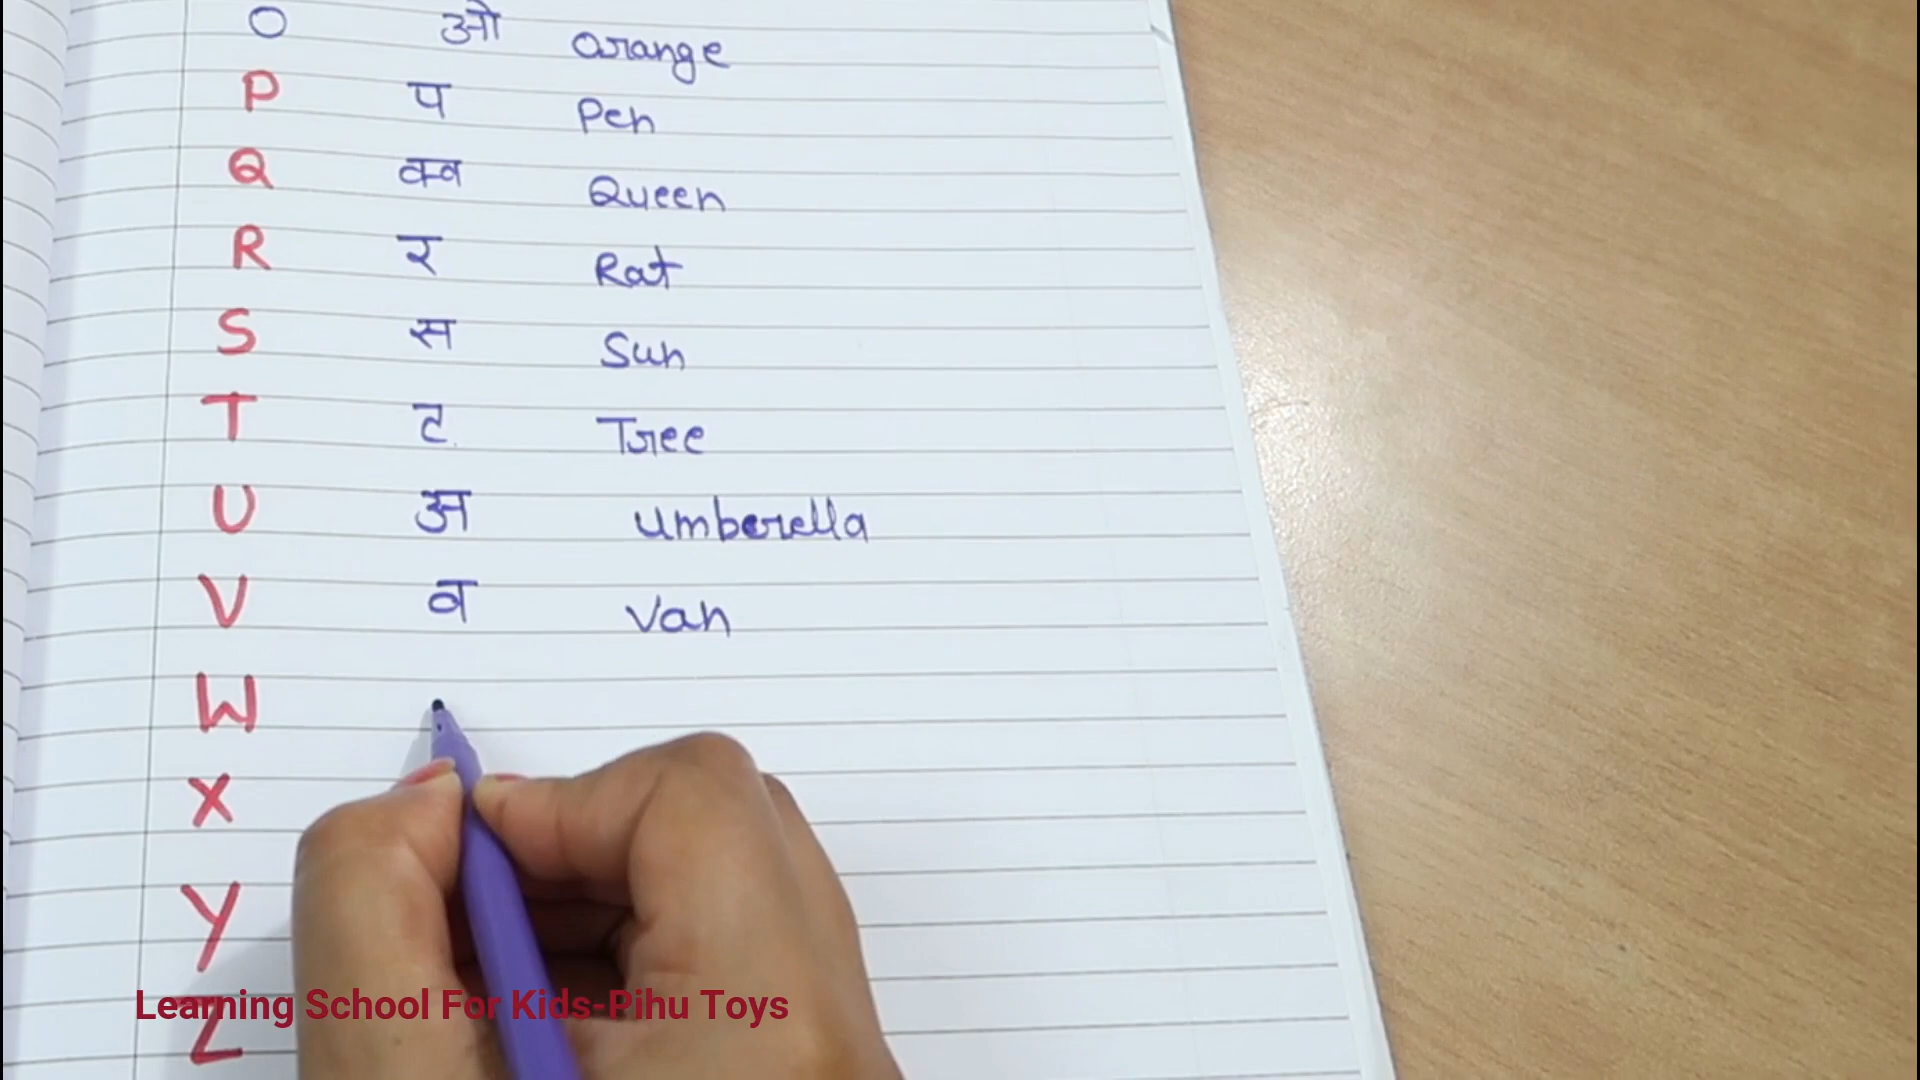 O ओ Orange
P प Pen
Q क्व Queen
R र Rat
S स Sun
T ट Tree
U अ Umberella
V व Van
W
X
Y
Z
Learning School For Kids-Pihu Toys